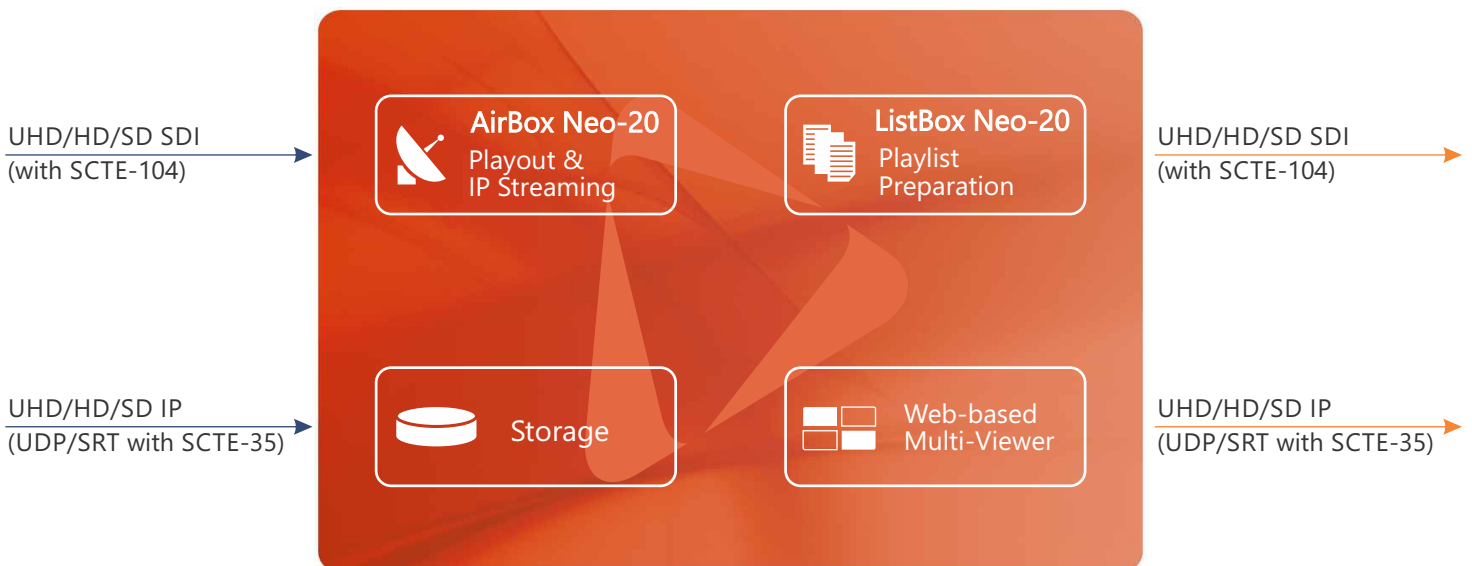 UHD/HD/SD SDI
(with SCTE-104)
AirBox Neo-20
Playout &
IP Streaming
ListBox Neo-20
Playlist
Preparation
UHD/HD/SD SDI
(with SCTE-104)
UHD/HD/SD IP
(UDP/SRT with SCTE-35)
Storage
Web-based
Multi-Viewer
UHD/HD/SD IP
(UDP/SRT with SCTE-35)